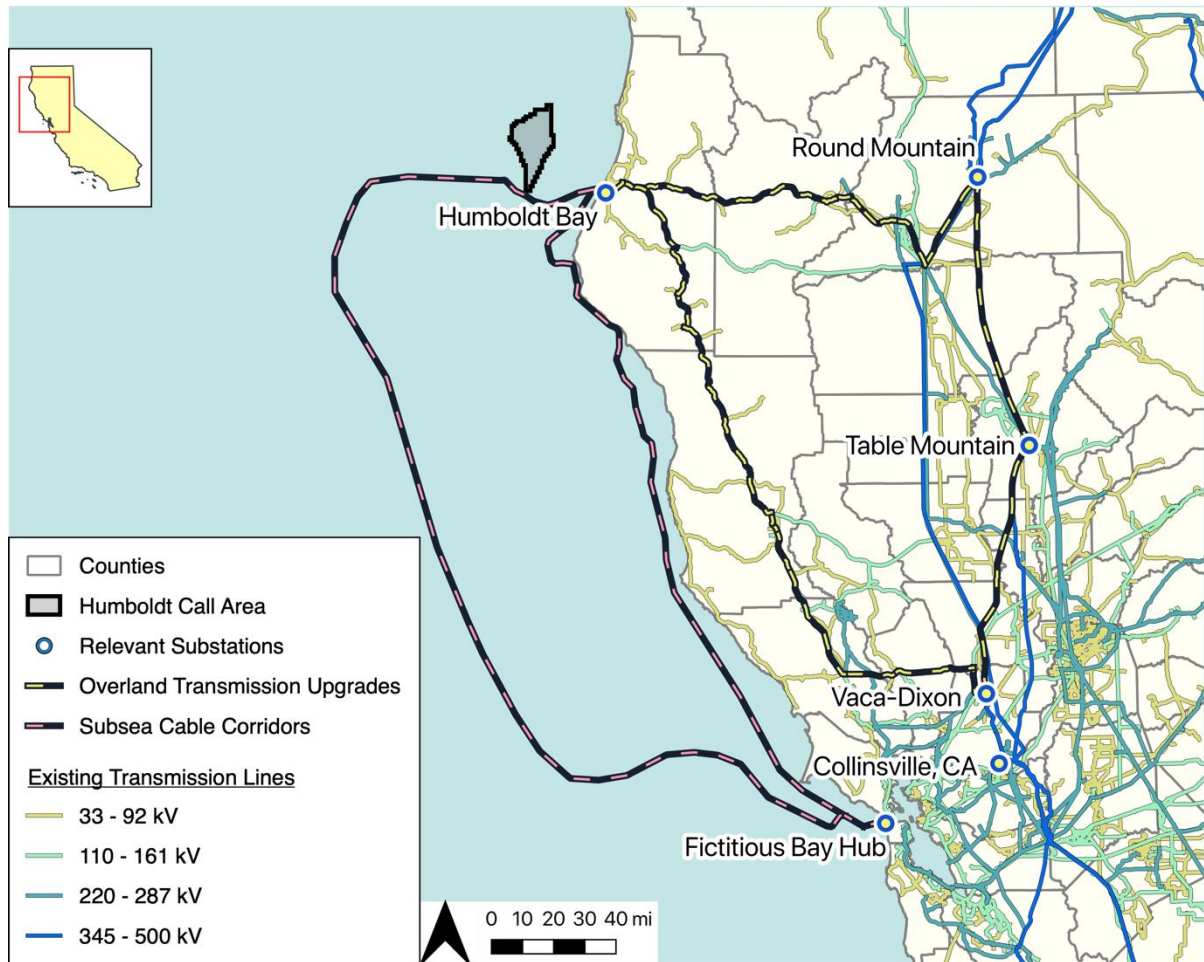 Round Mountain
Humboldt Bay
Table Mountain
Vaca-Dixon
Collinsville, CA
Fictitious Bay Hub
Counties
Humboldt Call Area
Relevant Substations
Overland Transmission Upgrades
Subsea Cable Corridors
Existing Transmission Lines
33 - 92 kV
110 - 161 kV
220 - 287 kV
345 - 500 kV
0 10 20 30 40 mi